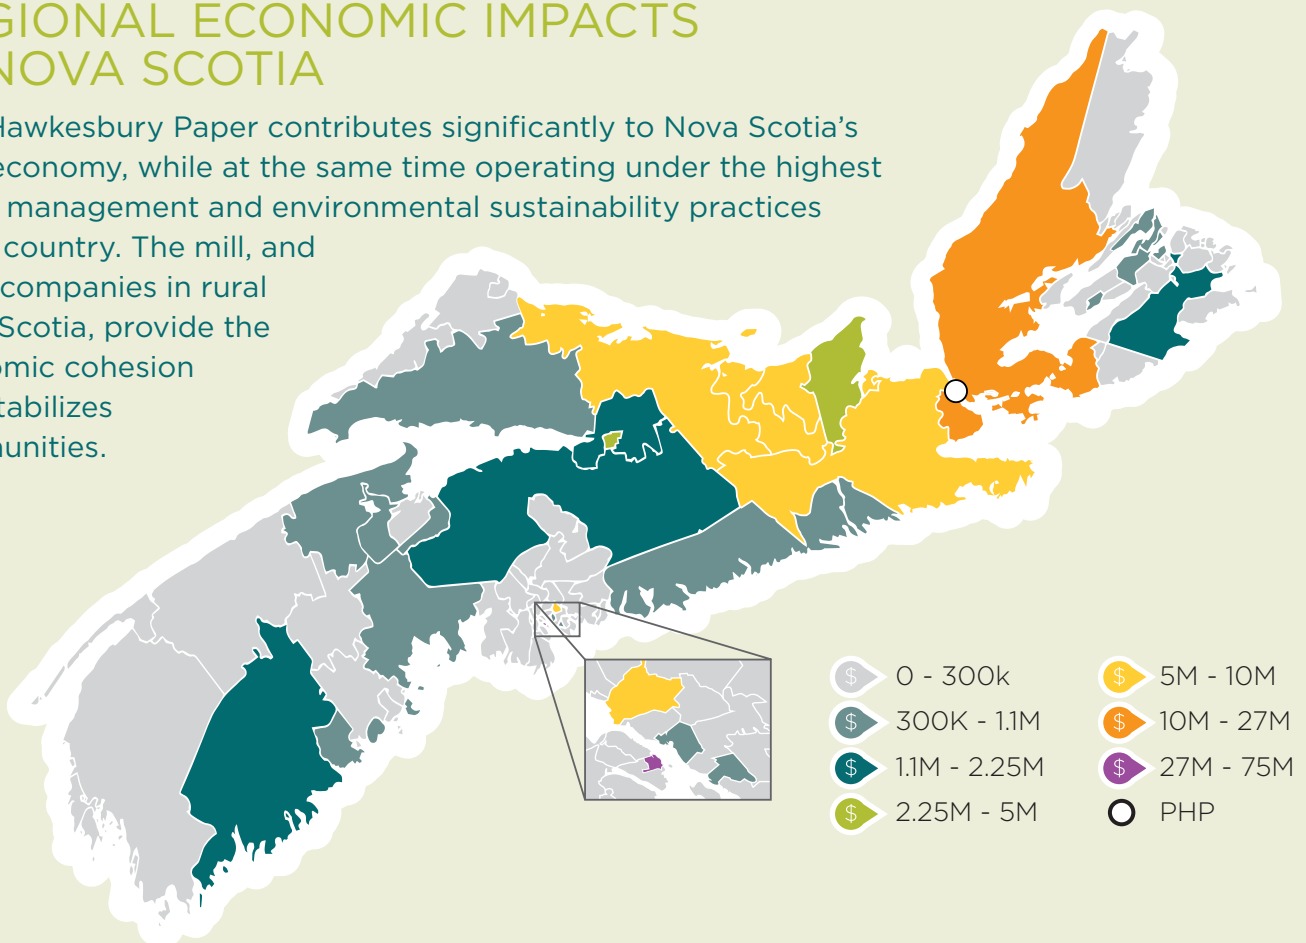 GIONAL ECONOMIC IMPACTS
NOVA SCOTIA
Hawkesbury Paper contributes significantly to Nova Scotia's
economy, while at the same time operating under the highest
management and environmental sustainability practices
country. The mill, and
companies in rural
Scotia, provide the
omic cohesion
tabilizes
unities.
$ 0 - 300k
$ 300K - 1.1M
$ 1.1M - 2.25M
$ 2.25M - 5M
$ 5M - 10M
$ 10M - 27M
$ 27M - 75M
PHP